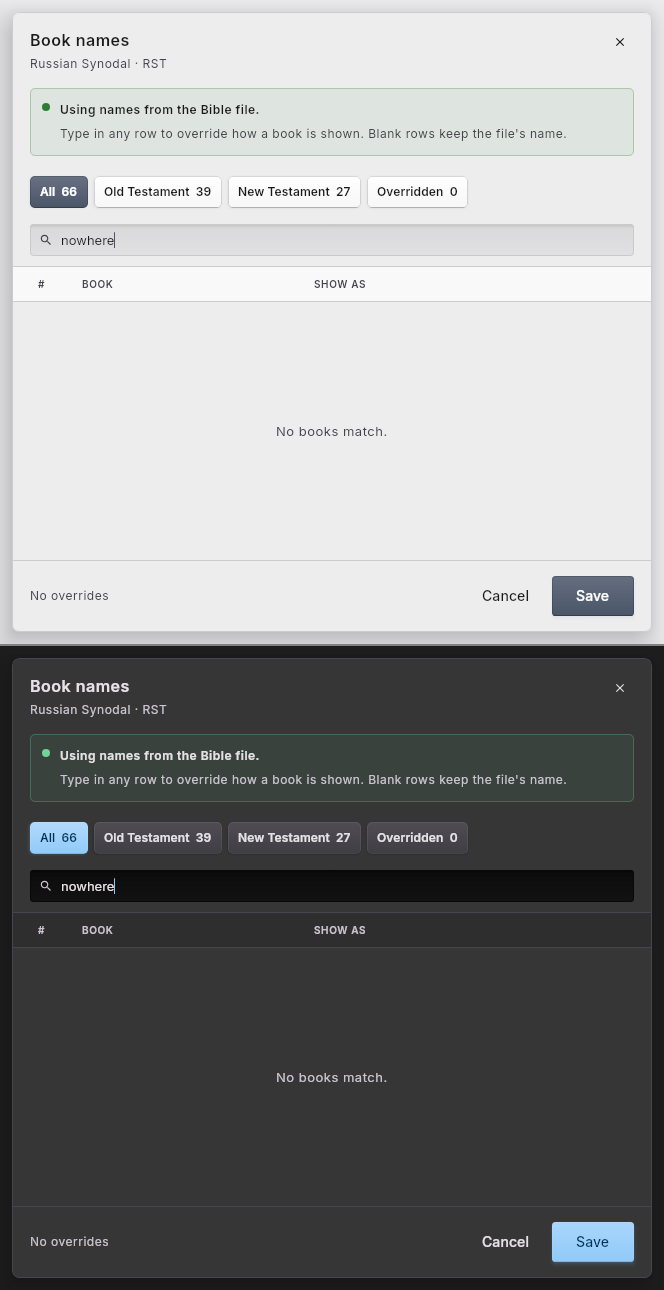 Book names
Russian Synodal · RST
Using names from the Bible file.
Type in any row to override how a book is shown. Blank rows keep the file's name.
All 66 Old Testament 39 New Testament 27 Overridden 0
nowhere
# BOOK SHOW AS
No books match.
No overrides Cancel Save
Book names
Russian Synodal · RST
Using names from the Bible file.
Type in any row to override how a book is shown. Blank rows keep the file's name.
All 66 Old Testament 39 New Testament 27 Overridden 0
nowhere
# BOOK SHOW AS
No books match.
No overrides Cancel Save